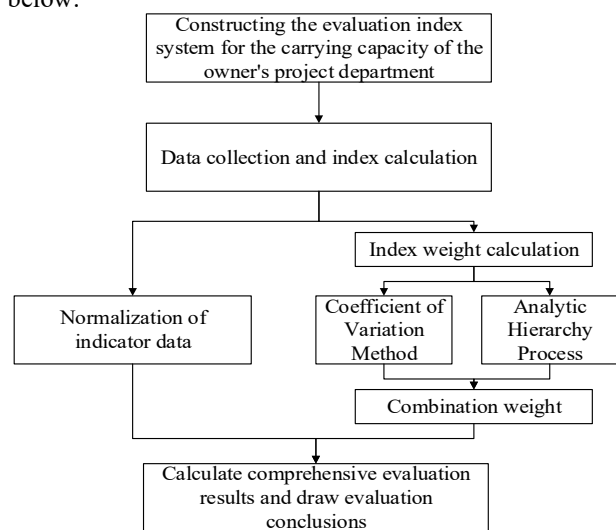 below:
Constructing the evaluation index
system for the carrying capacity of the
owner's project department
Data collection and index calculation
Index weight calculation
Normalization of
indicator data
Coefficient of
Variation
Method
Analytic
Hierarchy
Process
Combination weight
Calculate comprehensive evaluation
results and draw evaluation
conclusions